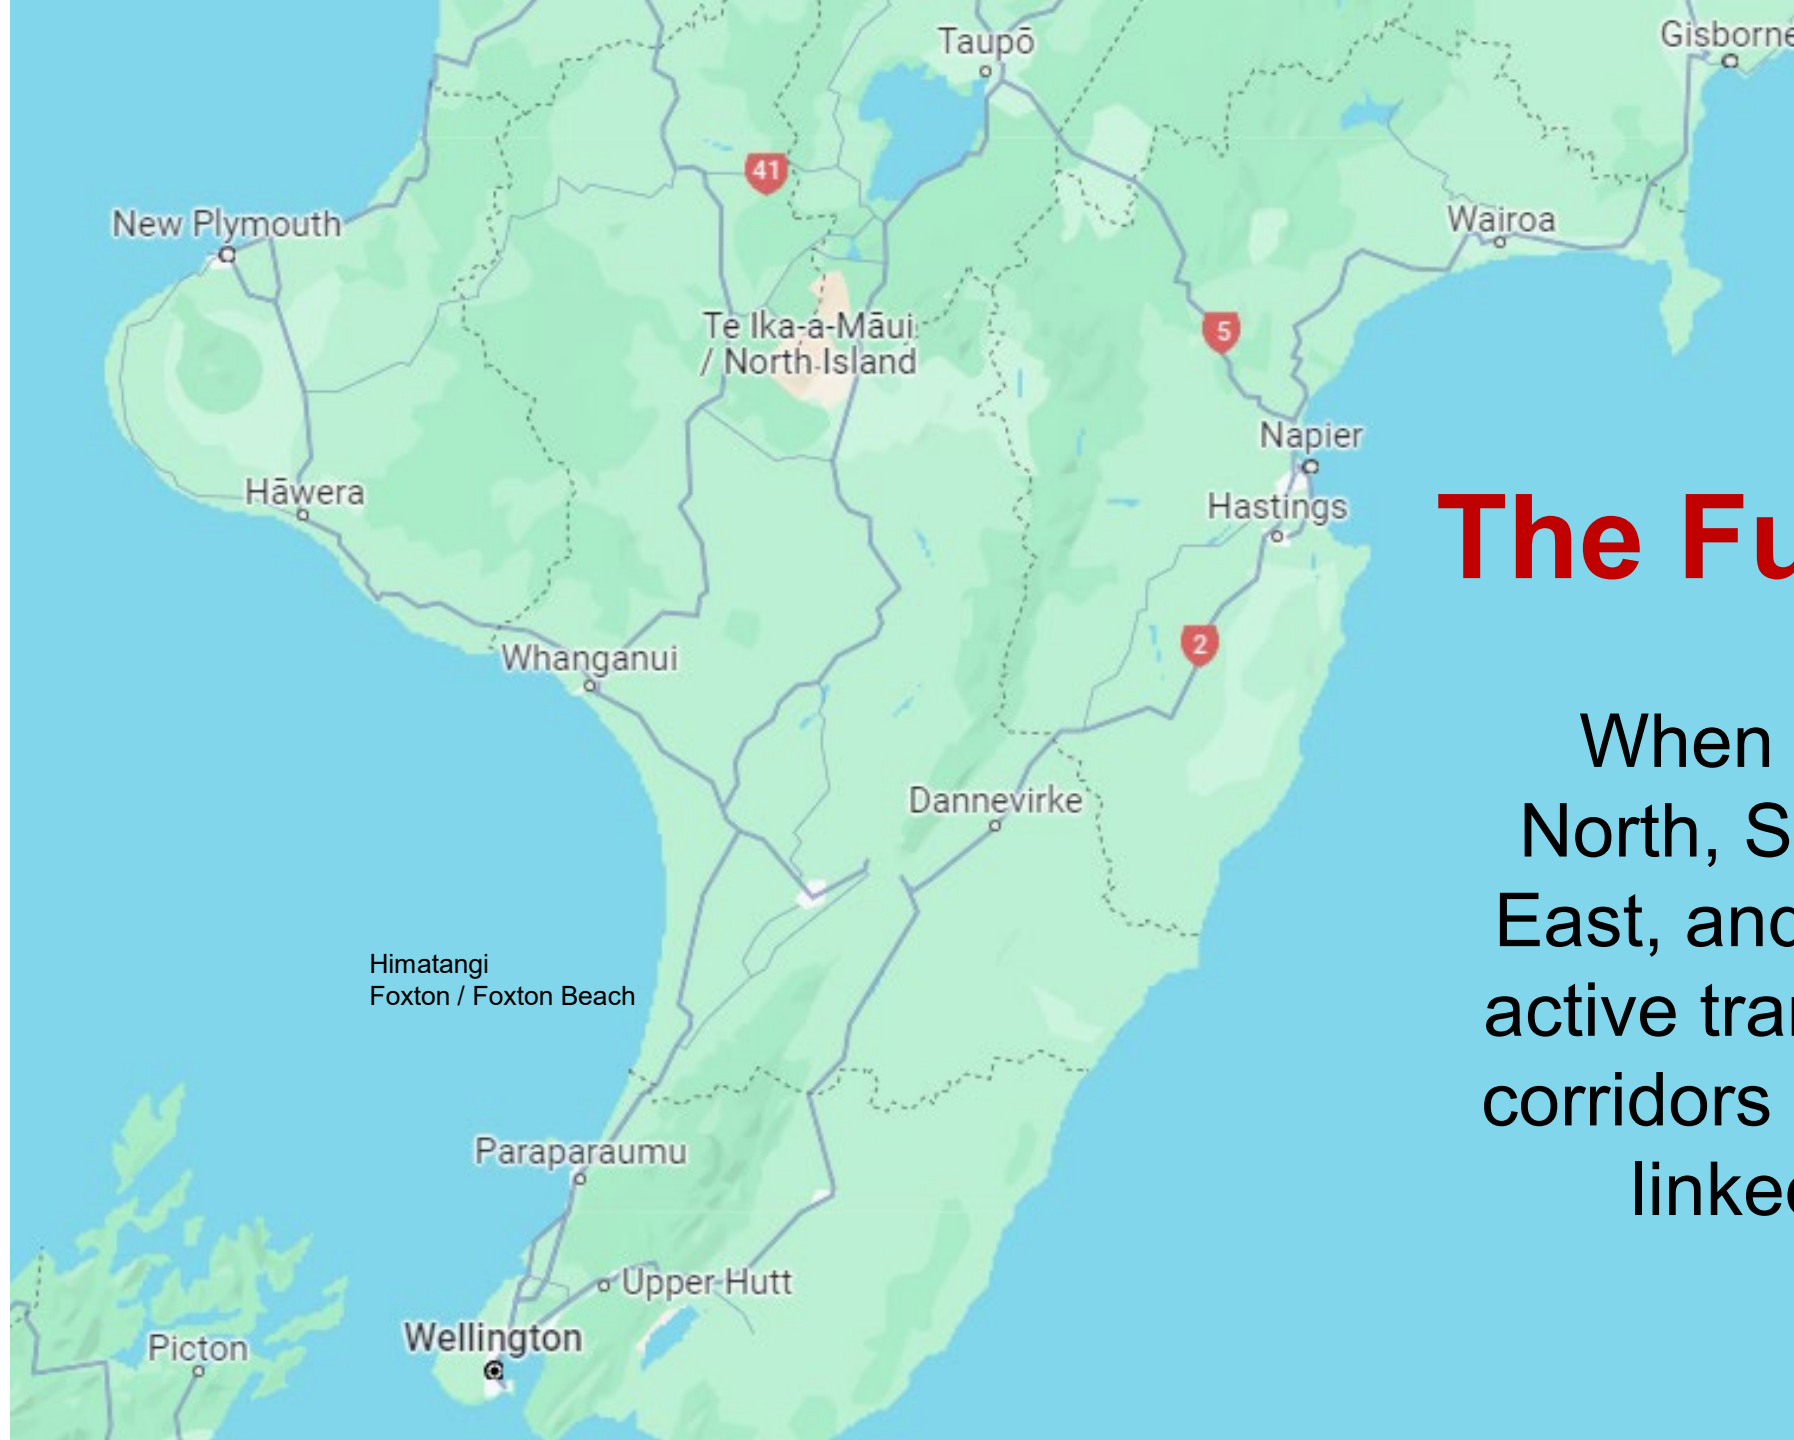 Taupō
Gisborne
41
New Plymouth
Wairoa
Te Ika-a-Māui
/ North Island
5
Napier
Hāwera
Hastings
The Fu
2
Whanganui
When
North, S
Dannevirke
East, and
Himatangi
Foxton / Foxton Beach
active tra
corridors
Paraparaumu
linke
Upper Hutt
Wellington
Picton